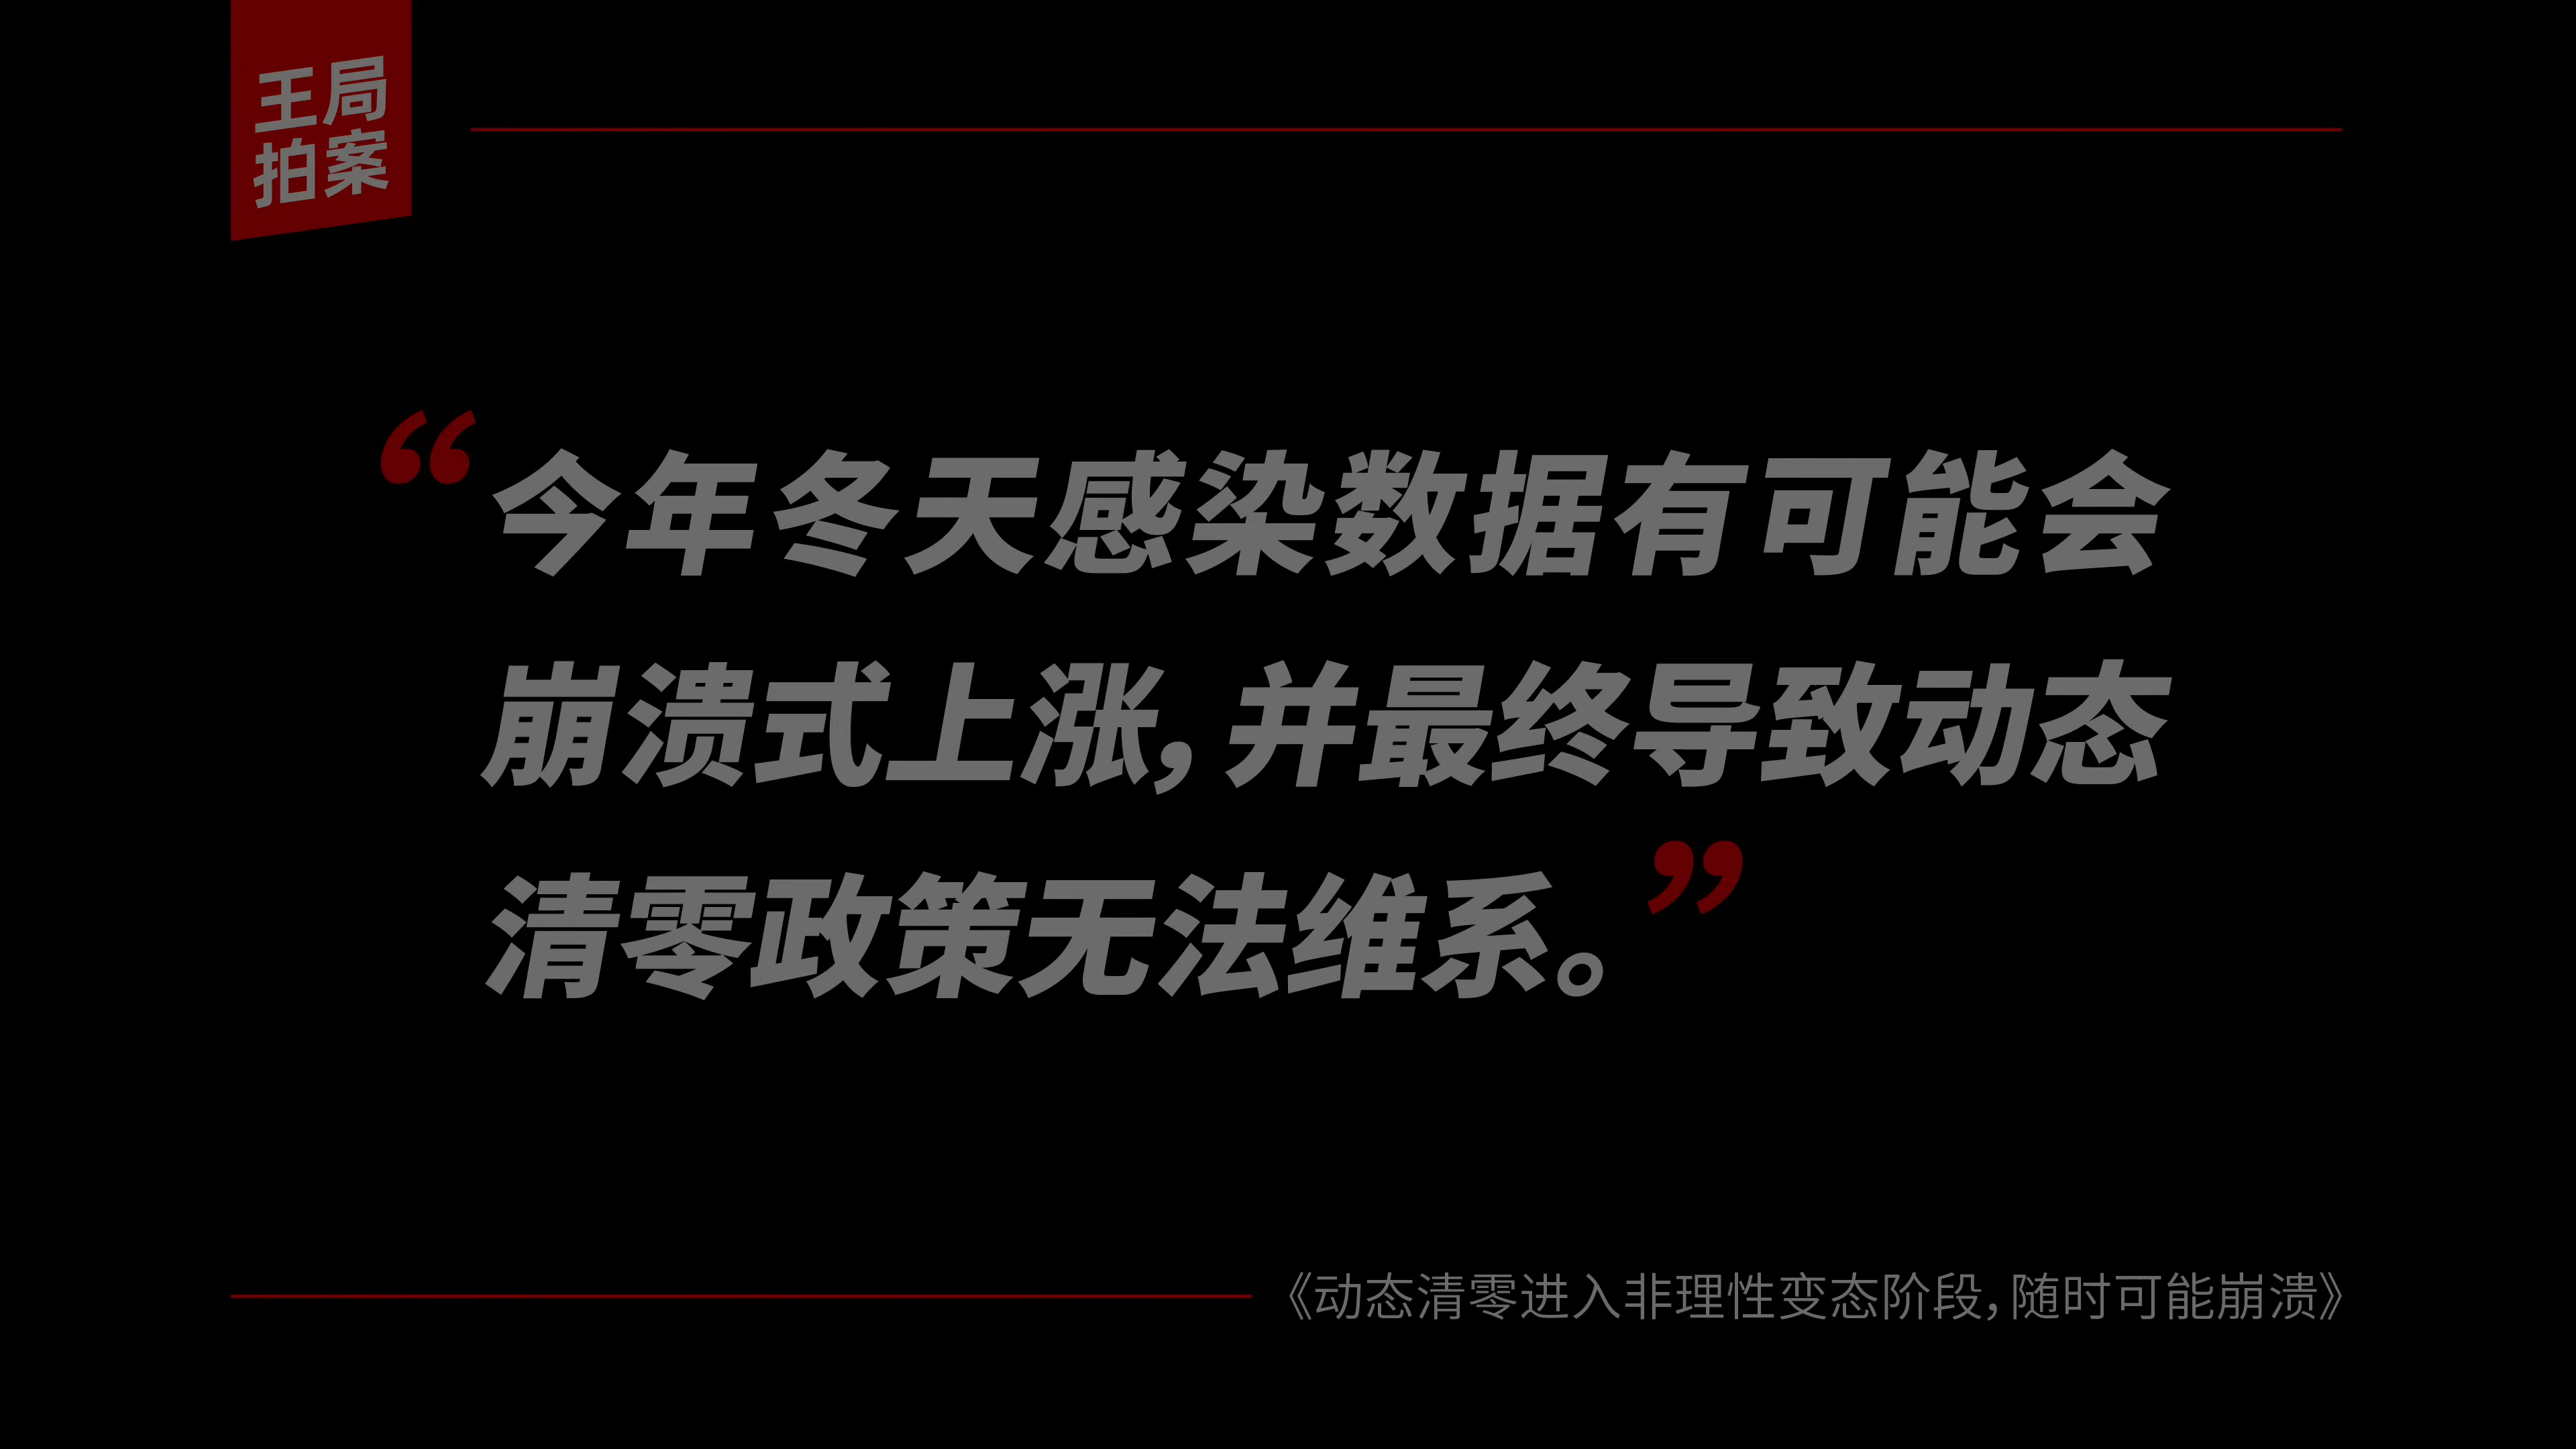 王局
拍案
“今年冬天感染数据有可能会
崩溃式上涨，并最终导致动态
清零政策无法维系。”
《动态清零进入非理性变态阶段，随时可能崩溃》